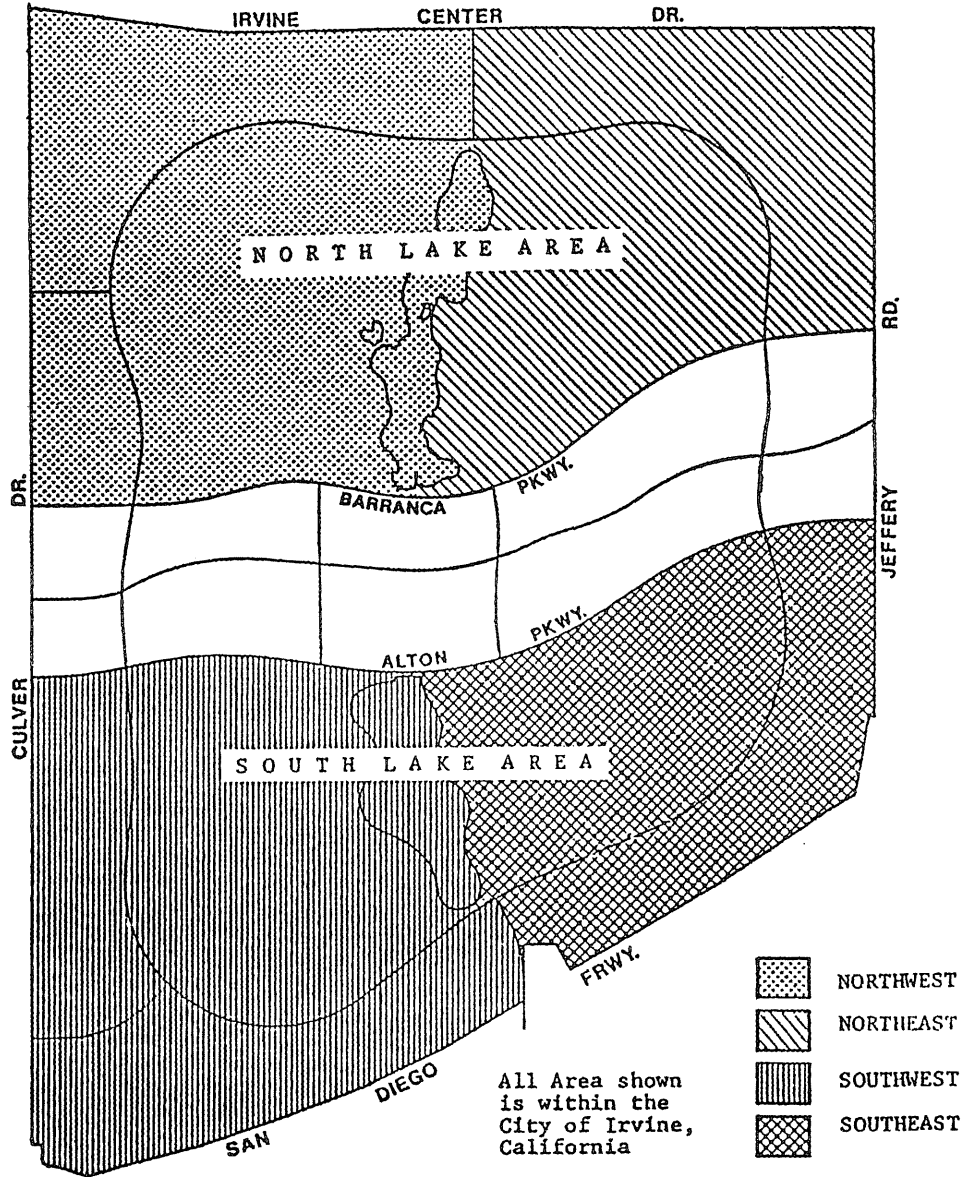 IRVINE CENTER DR.
NORTH LAKE AREA
RD.
DR.
BARRANCA PKWY.
JEFFERY
ALTON PKWY.
CULVER
SOUTH LAKE AREA
FRWY.
DIEGO
SAN
NORTHWEST
NORTHEAST
SOUTHWEST
SOUTHEAST
All Area shown
is within the
City of Irvine,
California